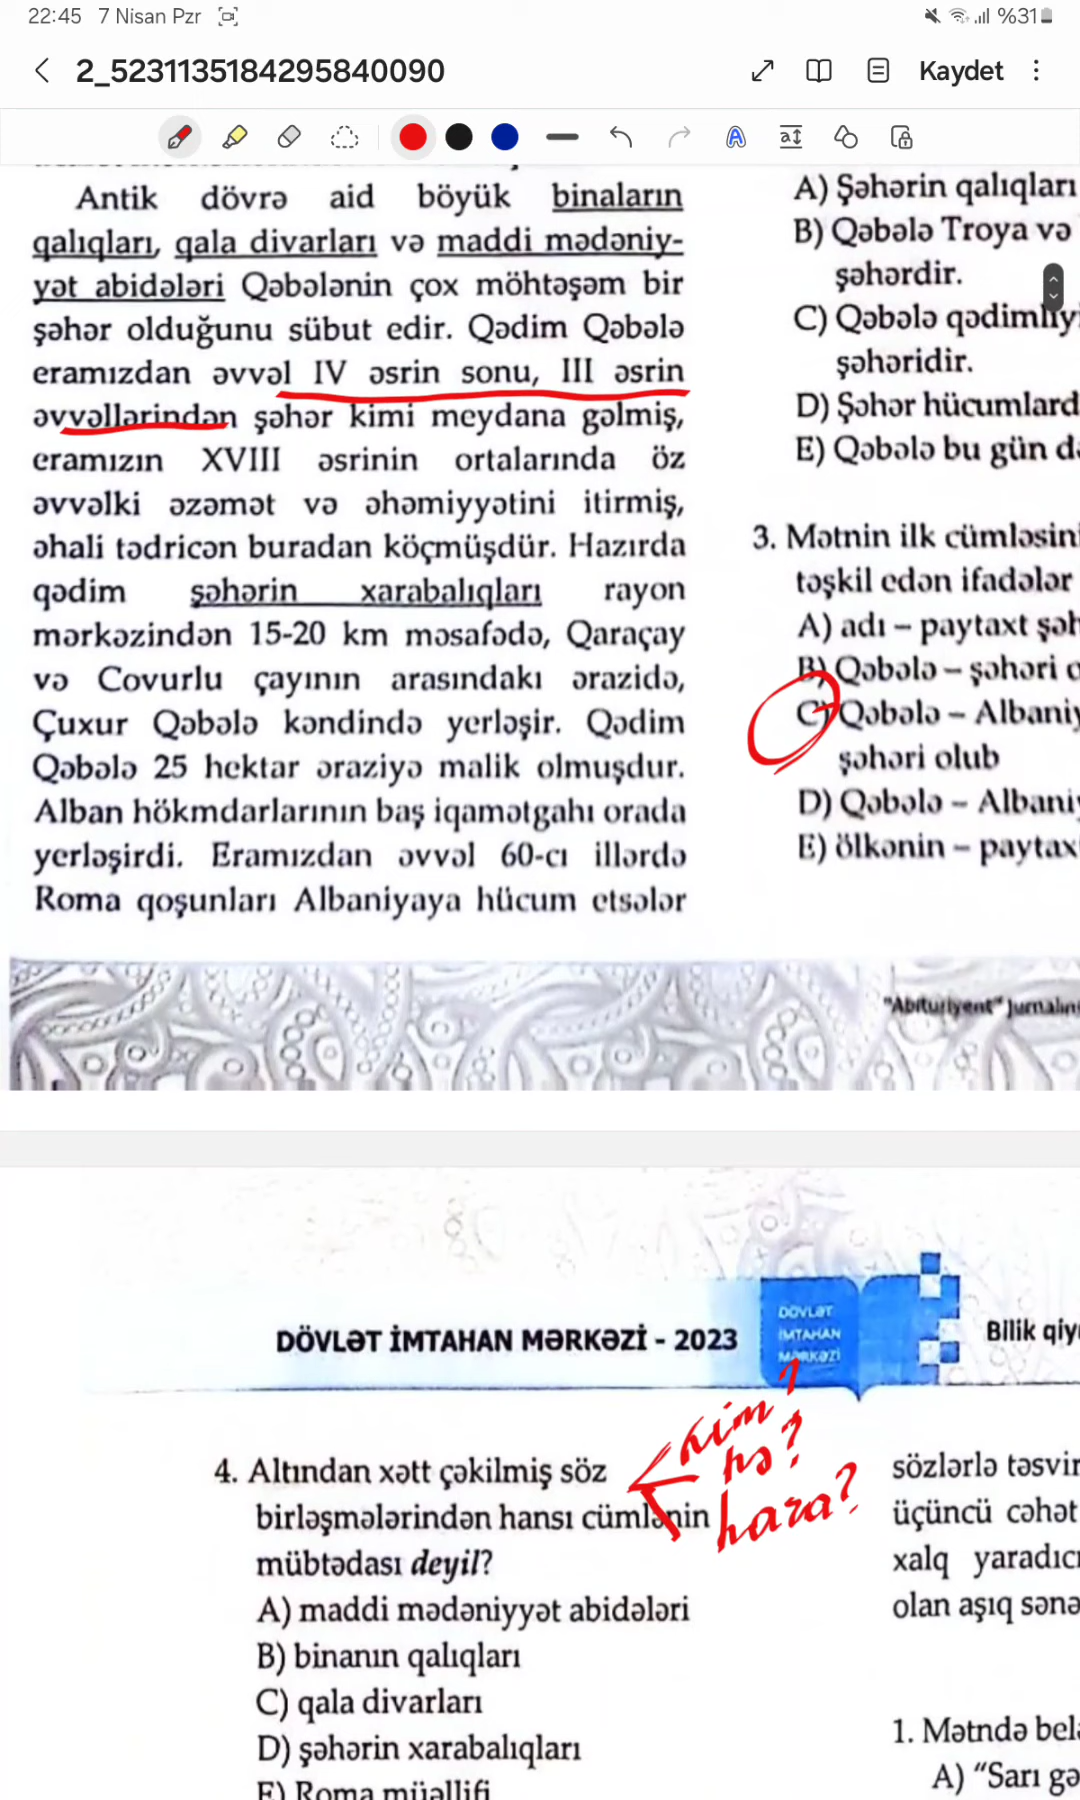 22:45 7 Nisan Pzr
%31
2_5231135184295840090
Kaydet
Antik dövrə aid böyük binaların
qalıqları, qala divarları və maddi mədəniy-
yət abidələri Qəbələnin çox möhtəşəm bir
şəhər olduğunu sübut edir. Qədim Qəbələ
eramızdan əvvəl IV əsrin sonu, III əsrin
əvvəllərindən şəhər kimi meydana gəlmiş,
eramızın XVIII əsrinin ortalarında öz
əvvəlki əzəmət və əhəmiyyətini itirmiş,
əhali tədricən buradan köçmüşdür. Hazırda
qədim şəhərin xarabalıqları rayon
mərkəzindən 15-20 km məsafədə, Qaraçay
və Covurlu çayının arasındakı ərazidə,
Çuxur Qəbələ kəndində yerləşir. Qədim
Qəbələ 25 hektar əraziyə malik olmuşdur.
Alban hökmdarlarının baş iqamətgahı orada
yerləşirdi. Eramızdan əvvəl 60-cı illərdə
Roma qoşunları Albaniyaya hücum etsələr
A) Şəhərin qalıqları
B) Qəbələ Troya və
şəhərdir.
C) Qəbələ qədimliyi
şəhəridir.
D) Şəhər hücumlard
E) Qəbələ bu gün də
3. Mətnin ilk cümləsini
təşkil edən ifadələr
A) adı – paytaxt şəh
B) Qəbələ – şəhəri o
C) Qəbələ – Albaniy
şəhəri olub
D) Qəbələ – Albaniy
E) ölkənin – paytax
"Abituriyent" jurnalın
DÖVLƏT İMTAHAN MƏRKƏZİ - 2023
DÖVLƏT
İMTAHAN
MƏRKƏZİ
Bilik qiy
kim?
nə?
hara?
4. Altından xətt çəkilmiş söz
birləşmələrindən hansı cümlənin
mübtədası deyil?
A) maddi mədəniyyət abidələri
B) binanın qalıqları
C) qala divarları
D) şəhərin xarabalıqları
E) Roma müəllifi
sözlərlə təsvir
üçüncü cəhət
xalq yaradıcı
olan aşıq sənə
1. Mətndə belə
A) "Sarı gə